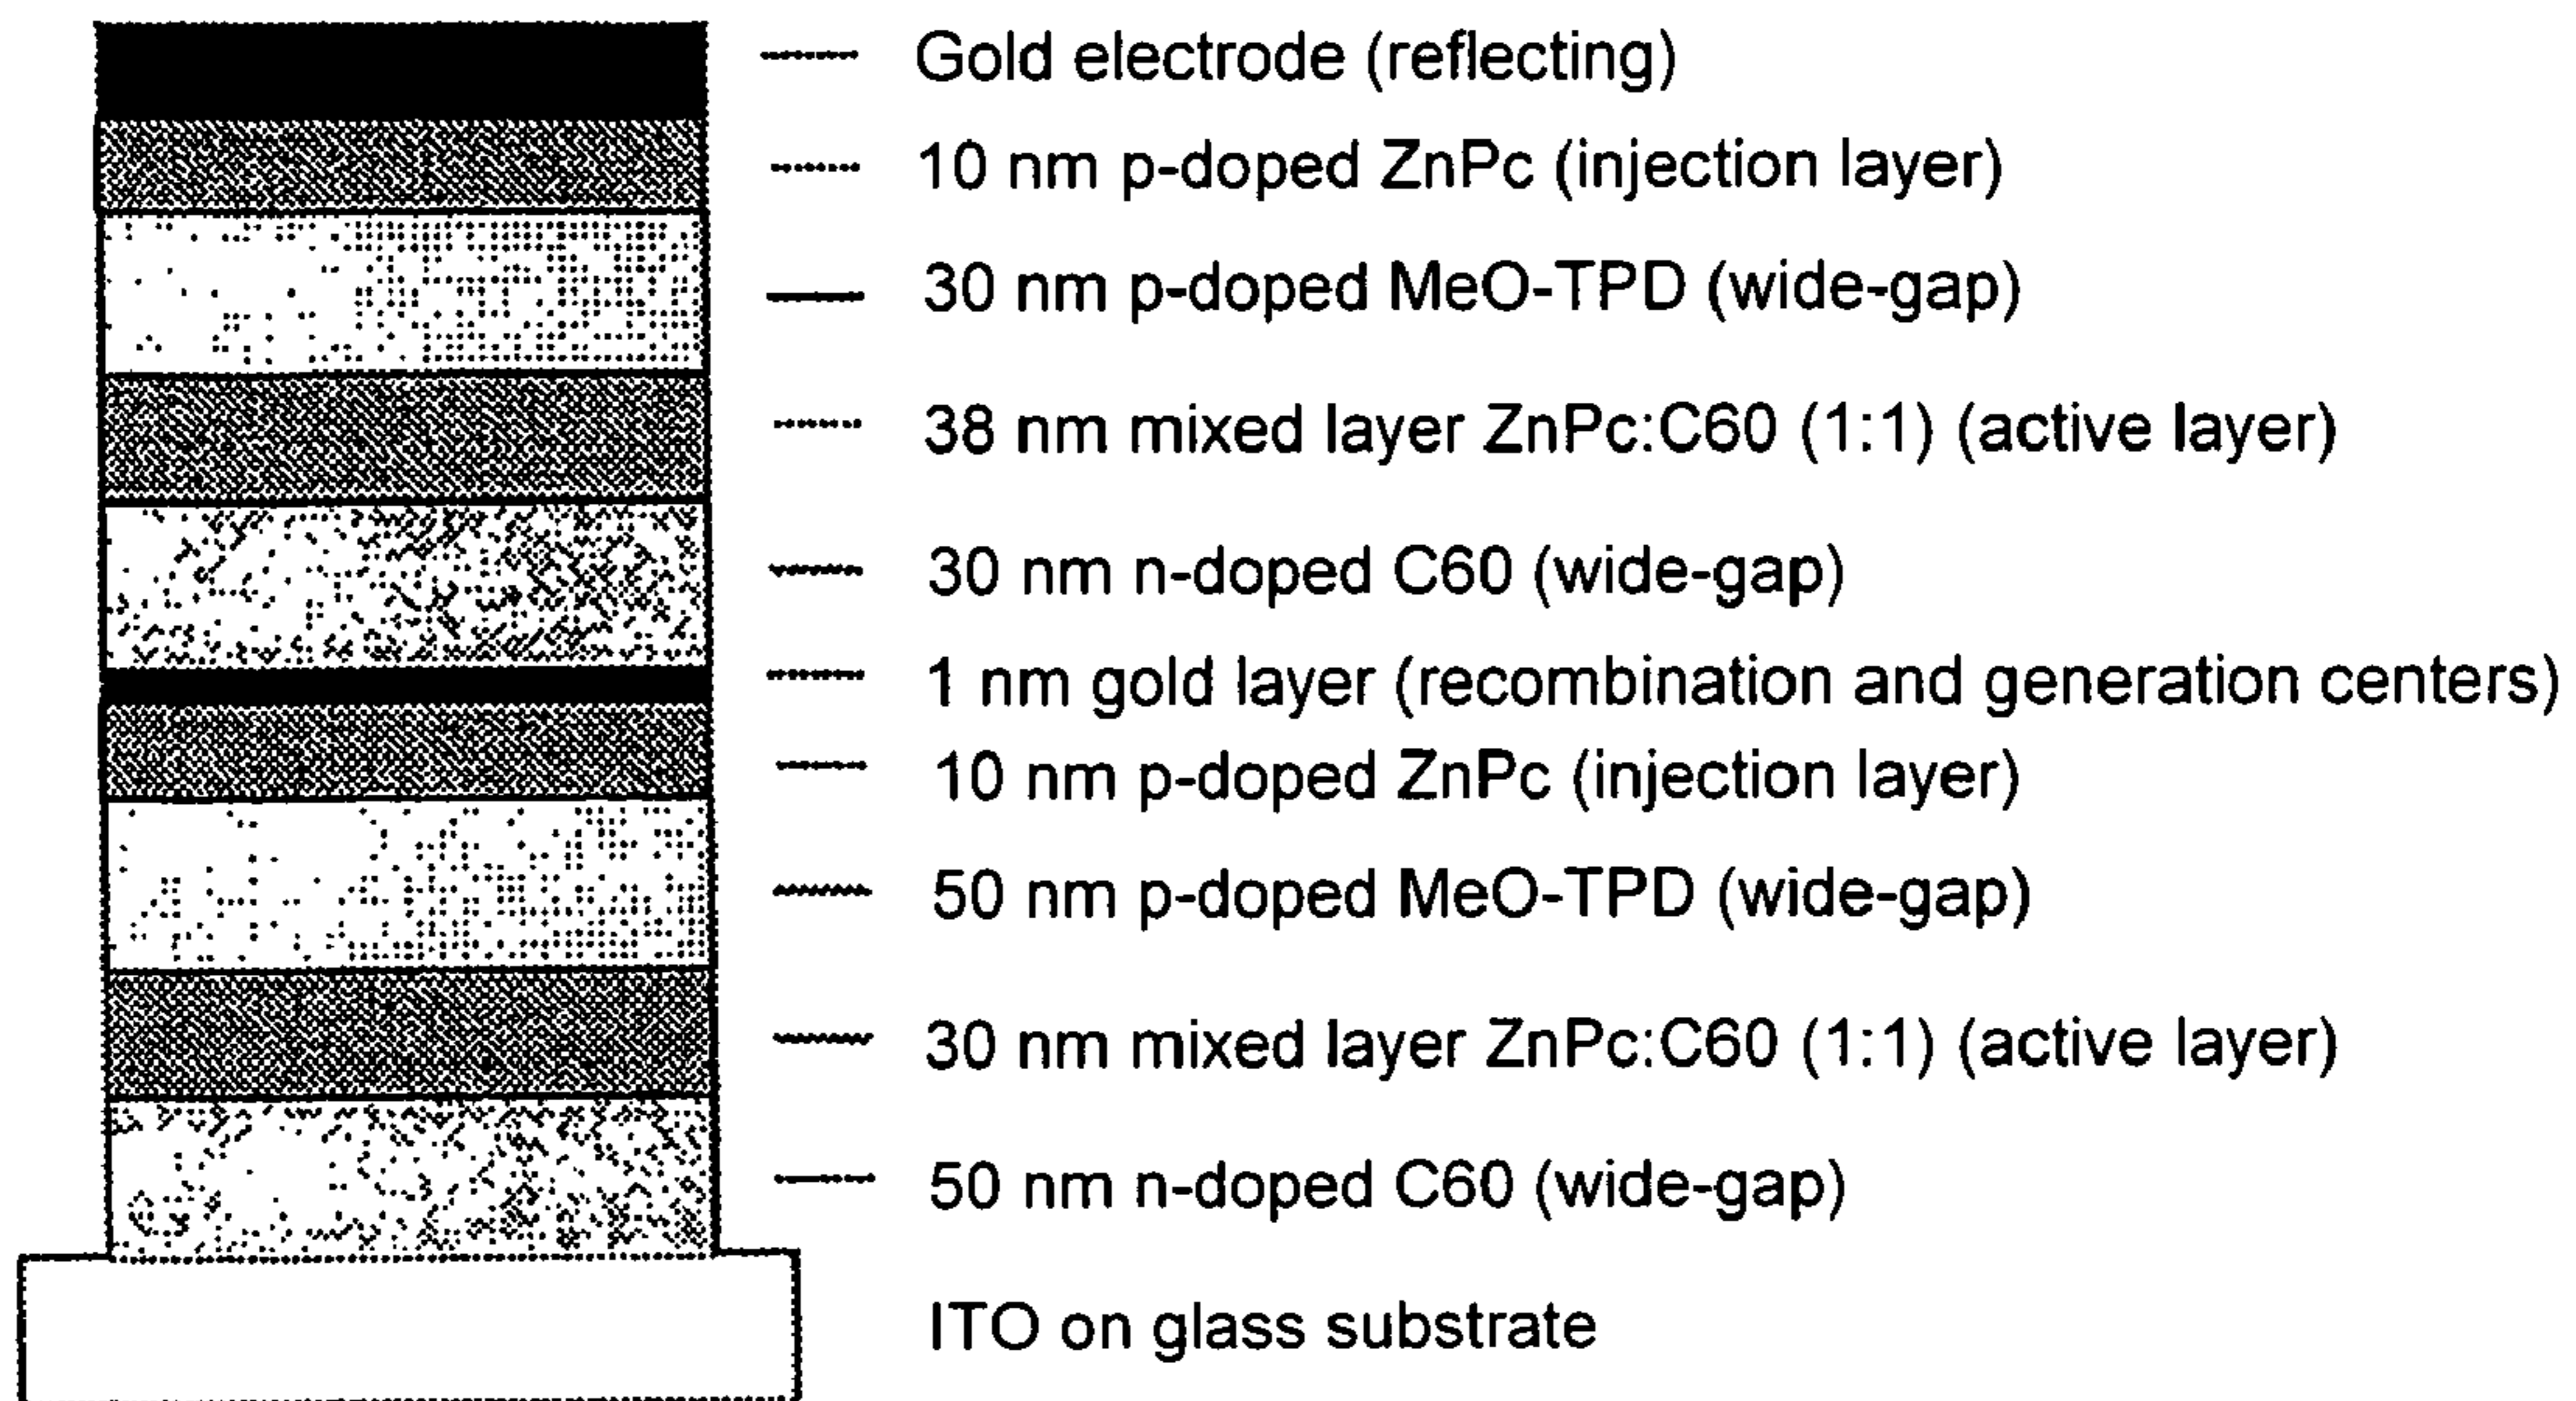 Gold electrode (reflecting)
10 nm p-doped ZnPc (injection layer)
30 nm p-doped MeO-TPD (wide-gap)
38 nm mixed layer ZnPc:C60 (1:1) (active layer)
30 nm n-doped C60 (wide-gap)
1 nm gold layer (recombination and generation centers)
10 nm p-doped ZnPc (injection layer)
50 nm p-doped MeO-TPD (wide-gap)
30 nm mixed layer ZnPc:C60 (1:1) (active layer)
50 nm n-doped C60 (wide-gap)
ITO on glass substrate